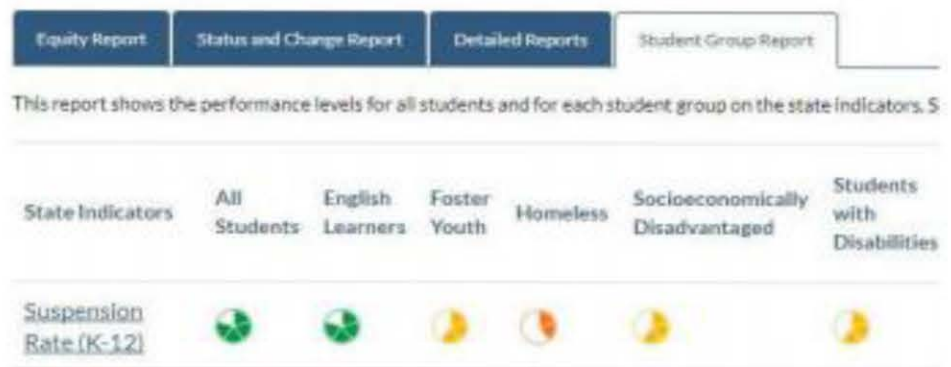 Equity Report Status and Change Report Detailed Reports Student Group Report
This report shows the performance levels for all students and for each student group on the state indicators. S
State Indicators
All
Students
English
Learners
Foster
Youth
Homeless
Socioeconomically
Disadvantaged
Students
with
Disabilities
Suspension
Rate (K-12)